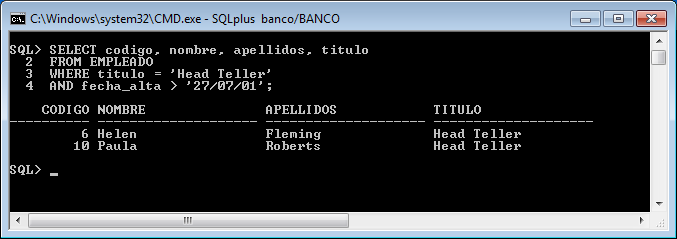 C:\Windows\system32\CMD.exe - SQLplus banco/BANCO
SQL> SELECT codigo, nombre, apellidos, titulo
2 FROM EMPLEADO
3 WHERE titulo = 'Head Teller'
4 AND fecha_alta > '27/07/01';
CODIGO NOMBRE APELLIDOS TITULO
6 Helen Fleming Head Teller
10 Paula Roberts Head Teller
SQL> _